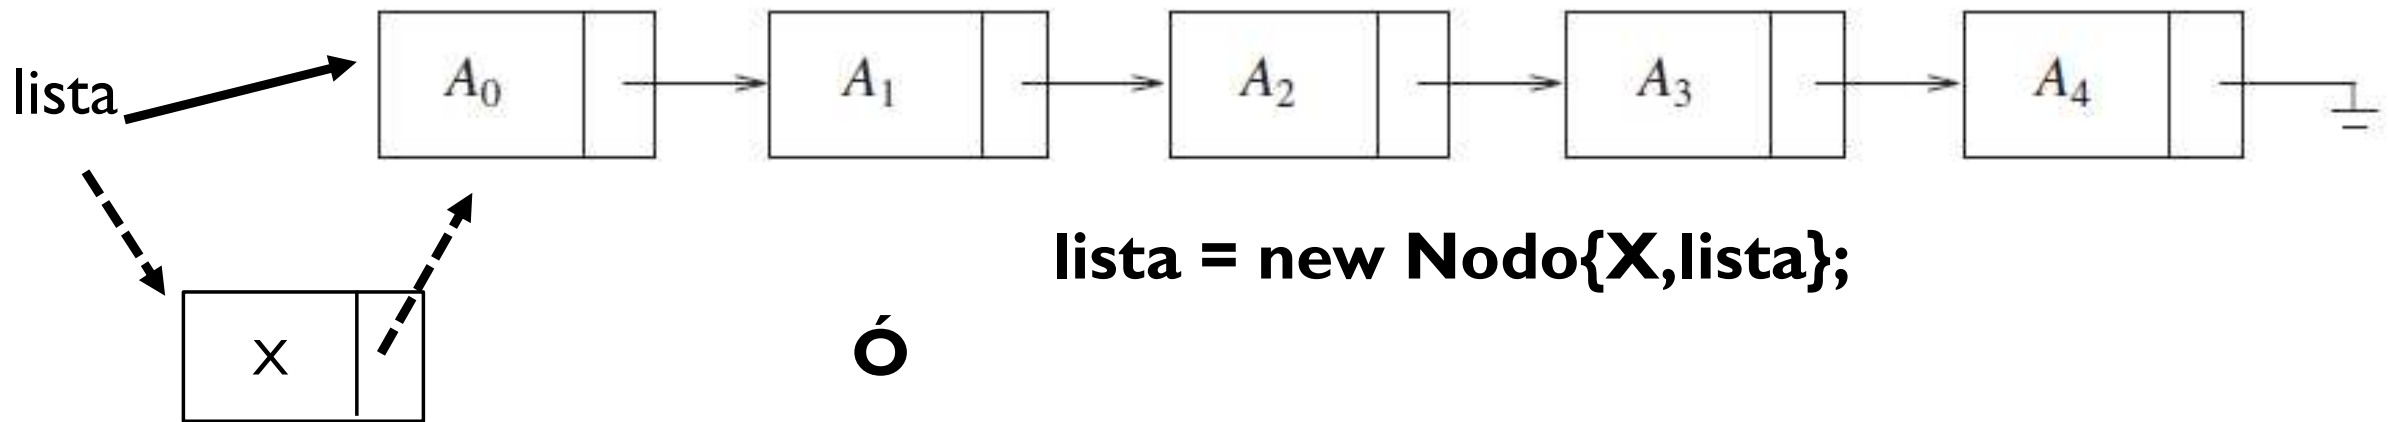 lista
A₀ A₁ A₂ A₃ A₄
lista = new Nodo{X,lista};
ó
X